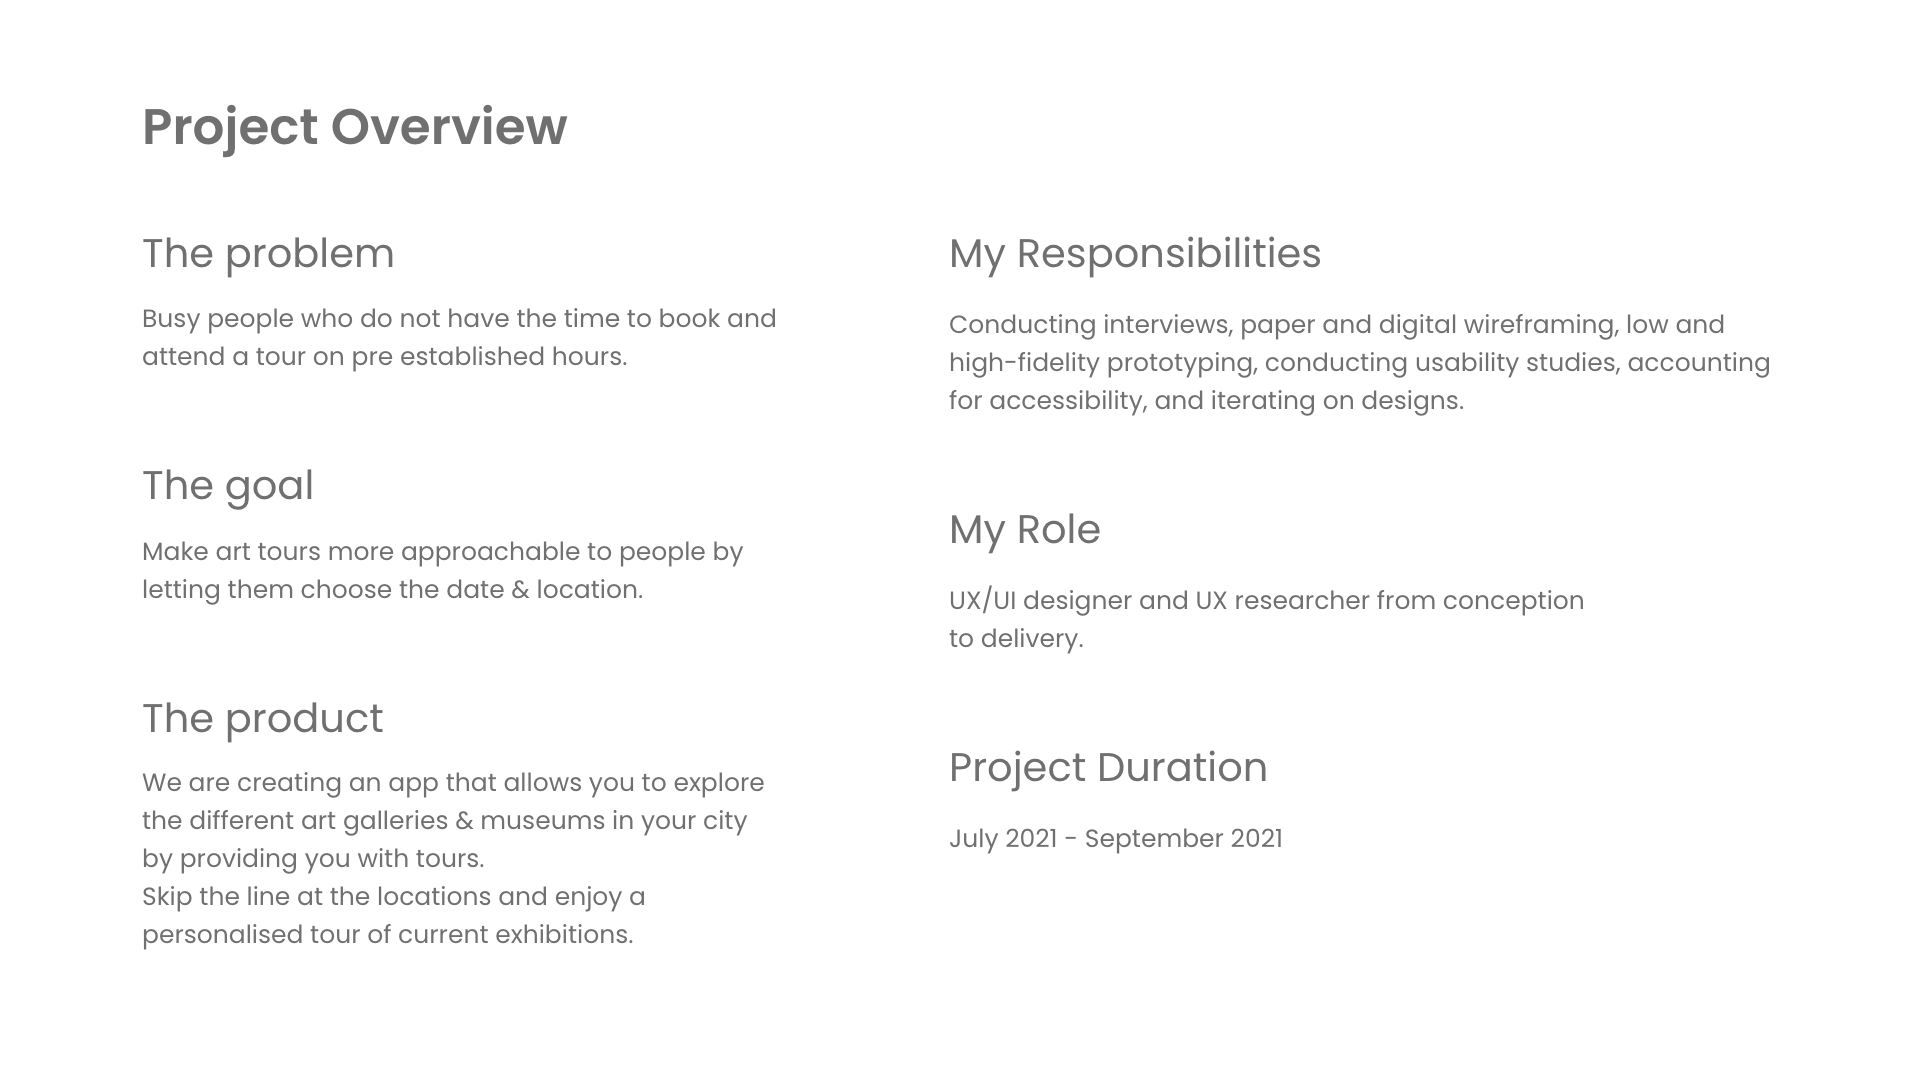 Project Overview
The problem
Busy people who do not have the time to book and
attend a tour on pre established hours.
The goal
Make art tours more approachable to people by
letting them choose the date & location.
The product
We are creating an app that allows you to explore
the different art galleries & museums in your city
by providing you with tours.
Skip the line at the locations and enjoy a
personalised tour of current exhibitions.
My Responsibilities
Conducting interviews, paper and digital wireframing, low and
high-fidelity prototyping, conducting usability studies, accounting
for accessibility, and iterating on designs.
My Role
UX/UI designer and UX researcher from conception
to delivery.
Project Duration
July 2021 - September 2021